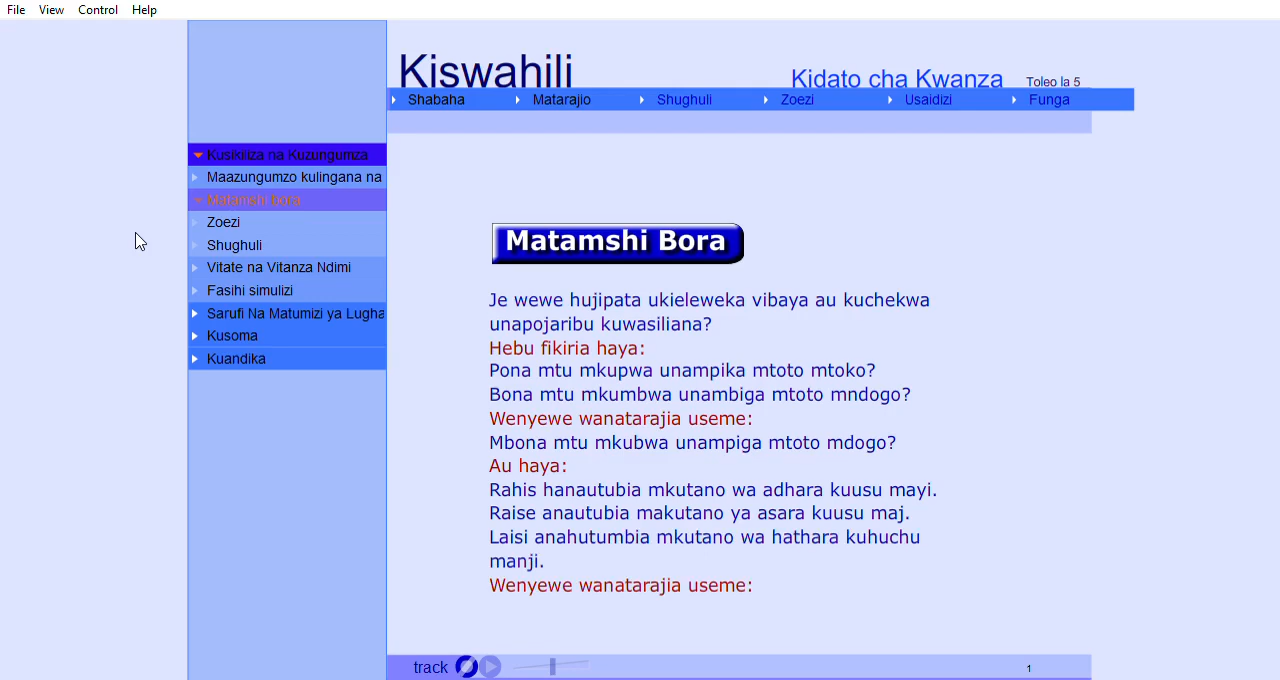 File View Control Help
Kiswahili
Kidato cha Kwanza
Toleo la 5
Shabaha Matarajio Shughuli Zoezi Usaidizi Funga
Kusikiliza na Kuzungumza
Maazungumzo kulingana na
Matamshi Bora
Zoezi
Shughuli
Vitate na Vitanza Ndimi
Fasihi simulizi
Sarufi Na Matumizi ya Lugha
Kusoma
Kuandika
Matamshi Bora
Je wewe hujipata ukieleweka vibaya au kuchekwa
unapojaribu kuwasiliana?
Hebu fikiria haya:
Pona mtu mkupwa unampika mtoto mtoko?
Bona mtu mkumbwa unambiga mtoto mndogo?
Wenyewe wanatarajia useme:
Mbona mtu mkubwa unampiga mtoto mdogo?
Au haya:
Rahis hanautubia mkutano wa adhara kuusu mayi.
Raise anautubia makutano ya asara kuusu maj.
Laisi anahutumbia mkutano wa hathara kuhuchu
manji.
Wenyewe wanatarajia useme:
track
1